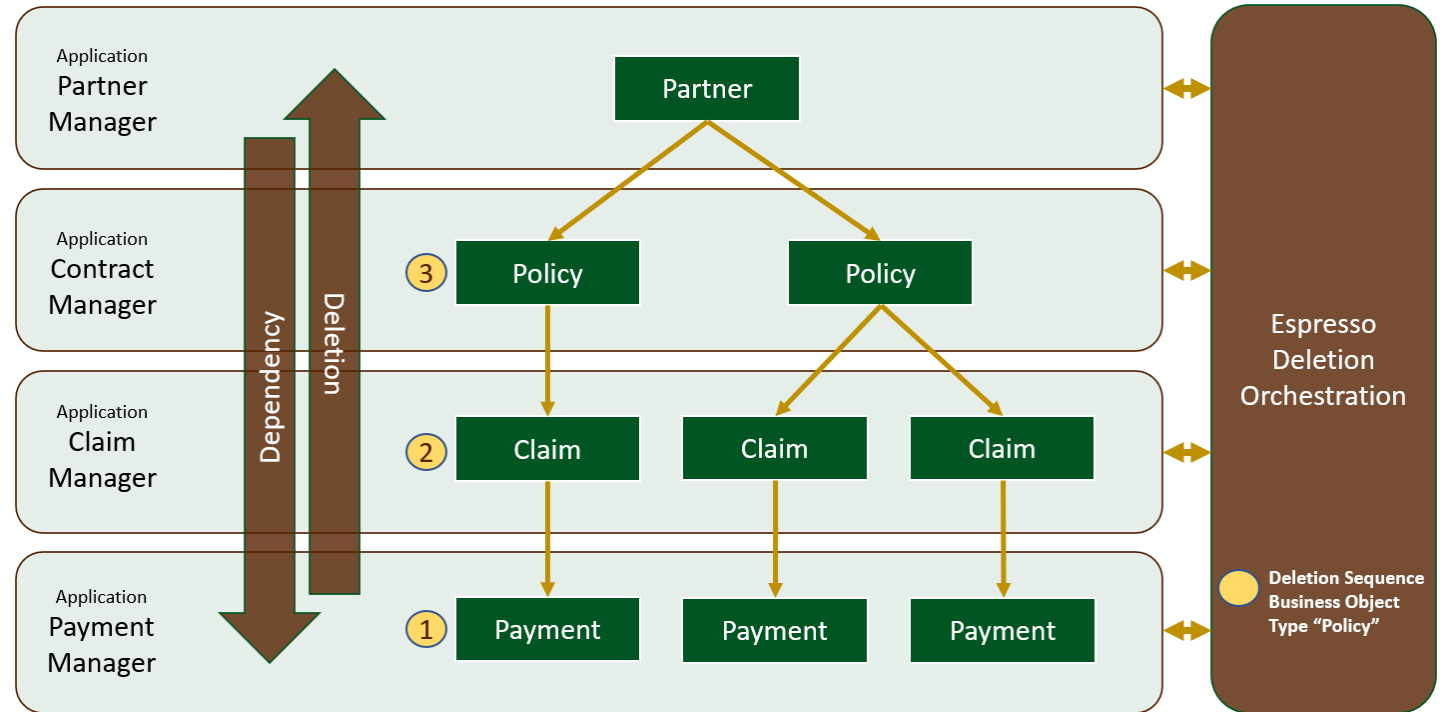 Application
Partner
Manager
Partner
Application
Contract
Manager
3
Policy
Policy
Dependency
Deletion
Application
Claim
Manager
2
Claim
Claim
Claim
Application
Payment
Manager
1
Payment
Payment
Payment
Espresso
Deletion
Orchestration
Deletion Sequence
Business Object
Type “Policy”